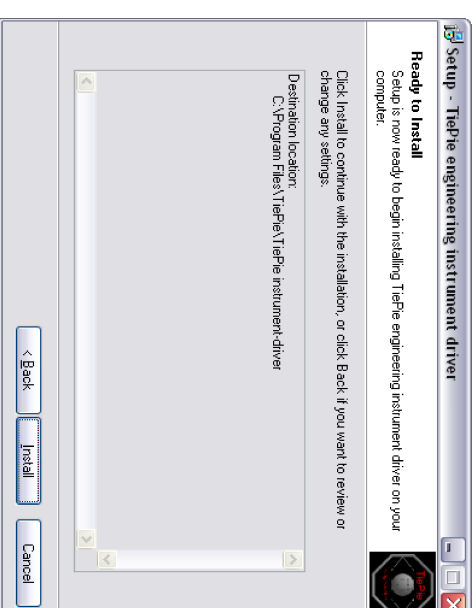 Setup - TiePie engineering instrument driver
Ready to Install
Setup is now ready to begin installing TiePie engineering instrument driver on your
computer.
TiePie
Click Install to continue with the installation, or click Back if you want to review or
change any settings.
Destination location:
C:\Program Files\TiePie\TiePie instrument-driver
< Back
Install
Cancel